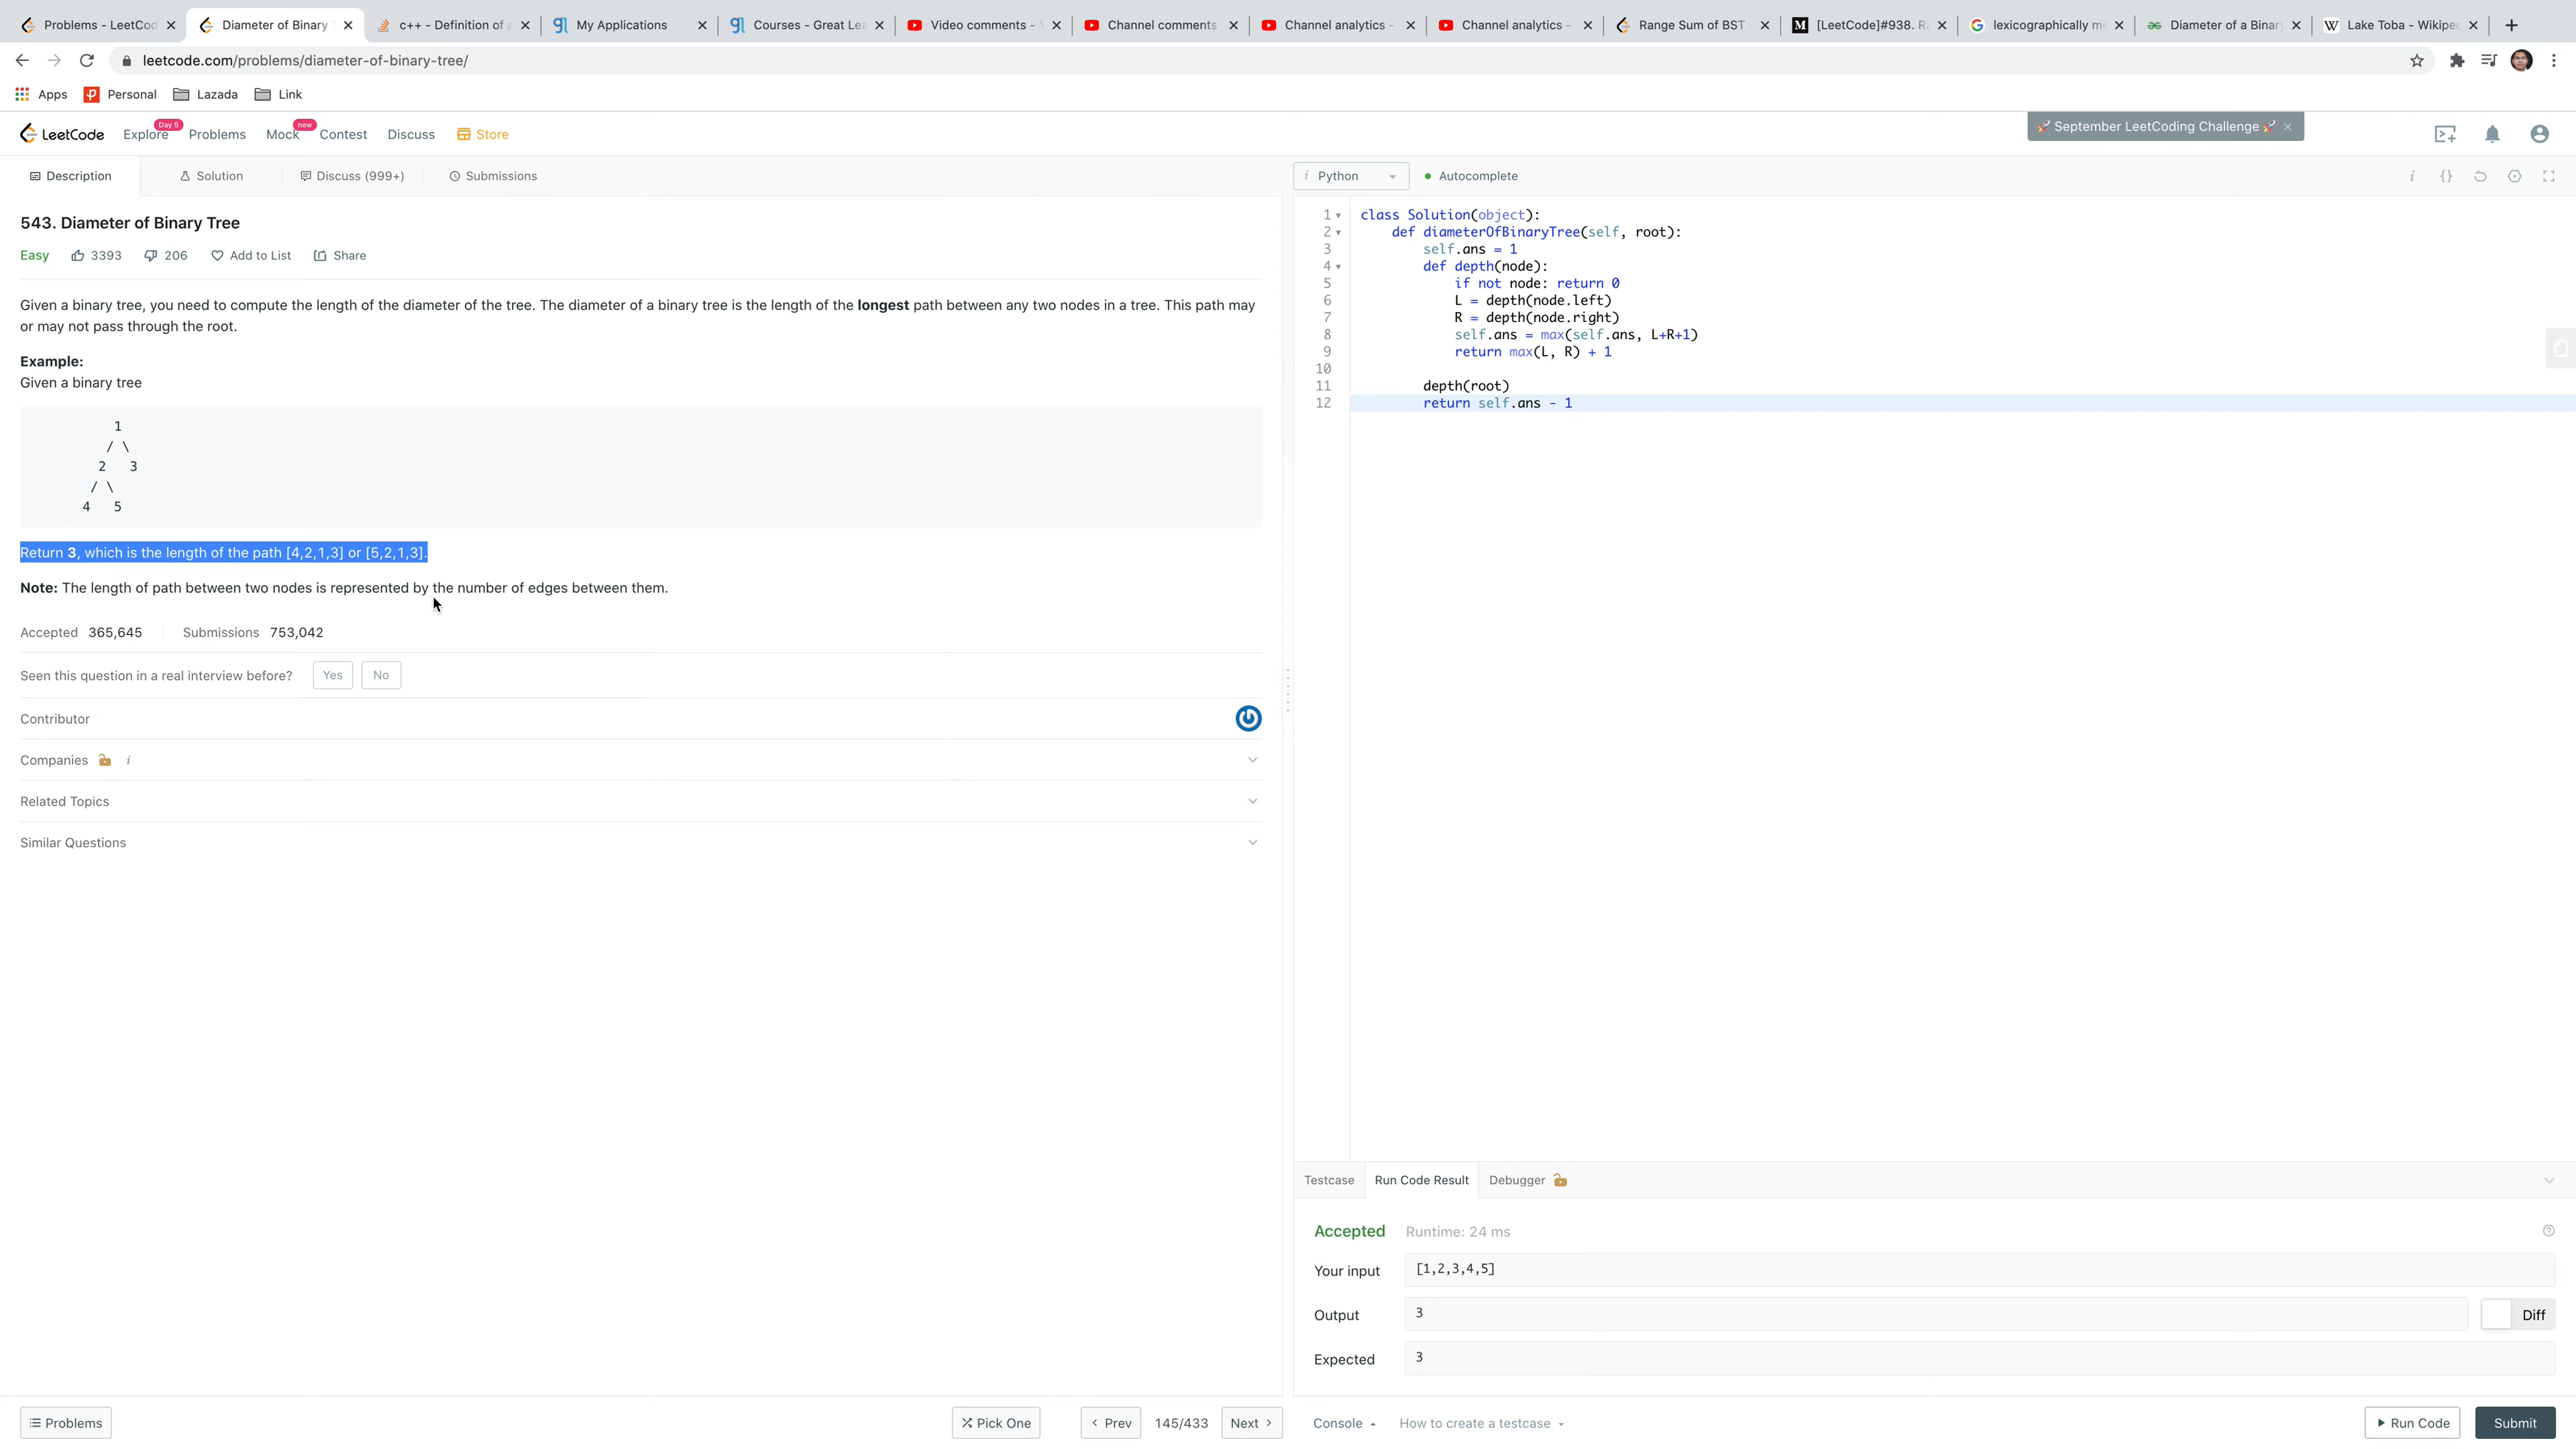 Problems - LeetCod
Diameter of Binary
c++ - Definition of a
My Applications
Courses - Great Lea
Video comments - Y
Channel comments
Channel analytics -
Channel analytics -
Range Sum of BST
[LeetCode]#938. R
lexicographically me
Diameter of a Binary
Lake Toba - Wikiped
leetcode.com/problems/diameter-of-binary-tree/
Apps Personal Lazada Link
LeetCode Explore Day 5 Problems Mock new Contest Discuss Store
September LeetCoding Challenge
Description Solution Discuss (999+) Submissions
i Python Autocomplete
543. Diameter of Binary Tree
Easy 3393 206 Add to List Share
Given a binary tree, you need to compute the length of the diameter of the tree. The diameter of a binary tree is the length of the longest path between any two nodes in a tree. This path may
or may not pass through the root.
Example:
Given a binary tree
1
/ \
2 3
/ \
4 5
Return 3, which is the length of the path [4,2,1,3] or [5,2,1,3].
Note: The length of path between two nodes is represented by the number of edges between them.
Accepted 365,645 Submissions 753,042
Seen this question in a real interview before? Yes No
Contributor
Companies i
Related Topics
Similar Questions
Problems Pick One Prev 145/433 Next
1 class Solution(object):
2 def diameterOfBinaryTree(self, root):
3 self.ans = 1
4 def depth(node):
5 if not node: return 0
6 L = depth(node.left)
7 R = depth(node.right)
8 self.ans = max(self.ans, L+R+1)
9 return max(L, R) + 1
10
11 depth(root)
12 return self.ans - 1
Testcase Run Code Result Debugger
Accepted Runtime: 24 ms
Your input [1,2,3,4,5]
Output 3 Diff
Expected 3
Console How to create a testcase Run Code Submit